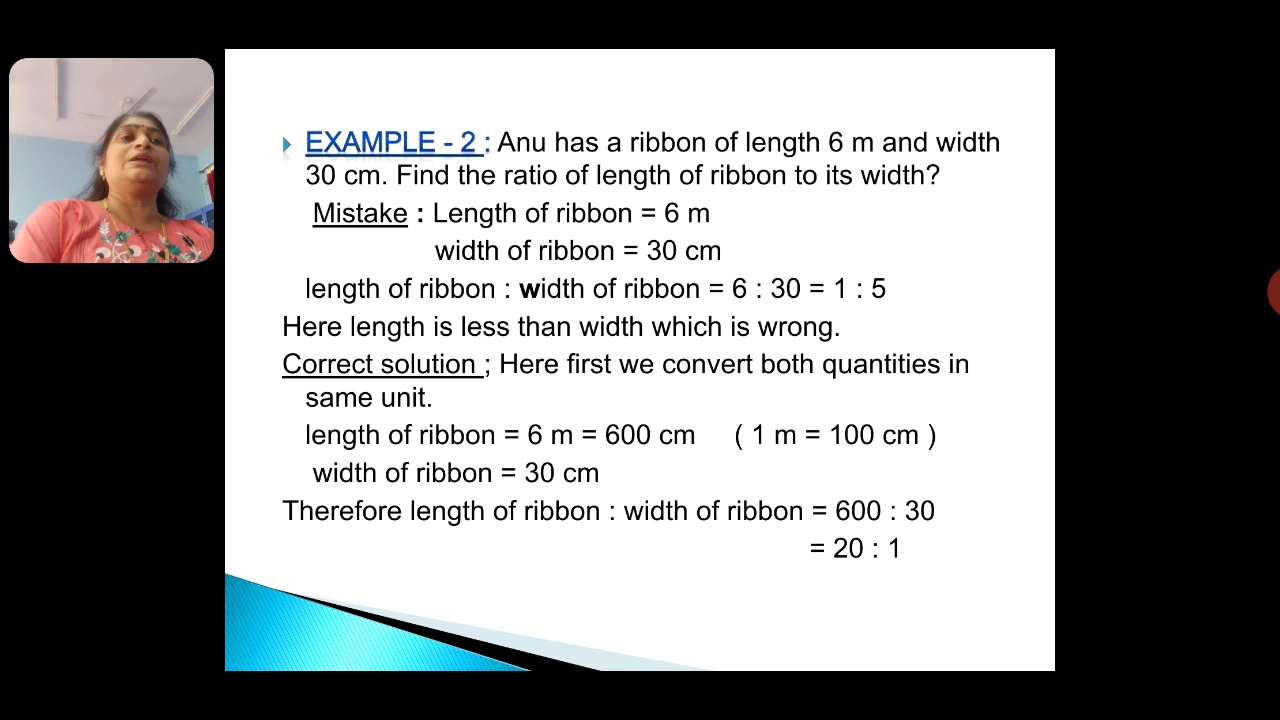 EXAMPLE - 2 : Anu has a ribbon of length 6 m and width
30 cm. Find the ratio of length of ribbon to its width?
Mistake : Length of ribbon = 6 m
width of ribbon = 30 cm
length of ribbon : width of ribbon = 6 : 30 = 1 : 5
Here length is less than width which is wrong.
Correct solution ; Here first we convert both quantities in
same unit.
length of ribbon = 6 m = 600 cm ( 1 m = 100 cm )
width of ribbon = 30 cm
Therefore length of ribbon : width of ribbon = 600 : 30
= 20 : 1